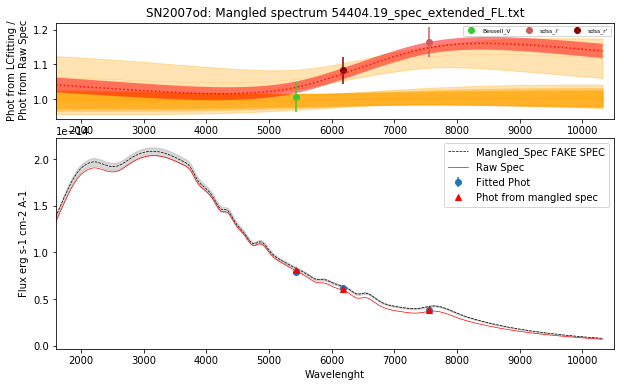 SN2007od: Mangled spectrum 54404.19_spec_extended_FL.txt
Phot from LCfitting /
Phot from Raw Spec
1.2
1.1
1.0
Bessell_V
sdss_i'
sdss_r'
2000 3000 4000 5000 6000 7000 8000 9000 10000
1e−14
Flux erg s-1 cm-2 A-1
2.0
1.5
1.0
0.5
0.0
Mangled_Spec FAKE SPEC
Raw Spec
Fitted Phot
Phot from mangled spec
2000 3000 4000 5000 6000 7000 8000 9000 10000
Wavelenght